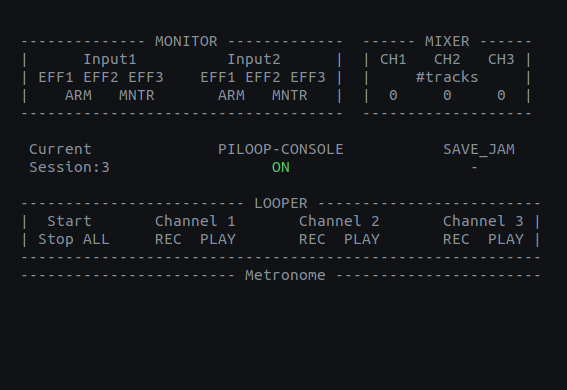 -------------- MONITOR --------------  ------ MIXER ------
|      Input1          Input2      |  | CH1   CH2   CH3 |
| EFF1 EFF2 EFF3    EFF1 EFF2 EFF3 |  |     #tracks     |
|    ARM   MNTR       ARM   MNTR   |  |  0     0     0  |
------------------------------------  -------------------
Current              PILOOP-CONSOLE           SAVE_JAM
Session:3                  ON                    -
------------------------- LOOPER -------------------------
|  Start       Channel 1       Channel 2       Channel 3 |
| Stop ALL     REC  PLAY       REC  PLAY       REC  PLAY |
----------------------------------------------------------
------------------------ Metronome -----------------------